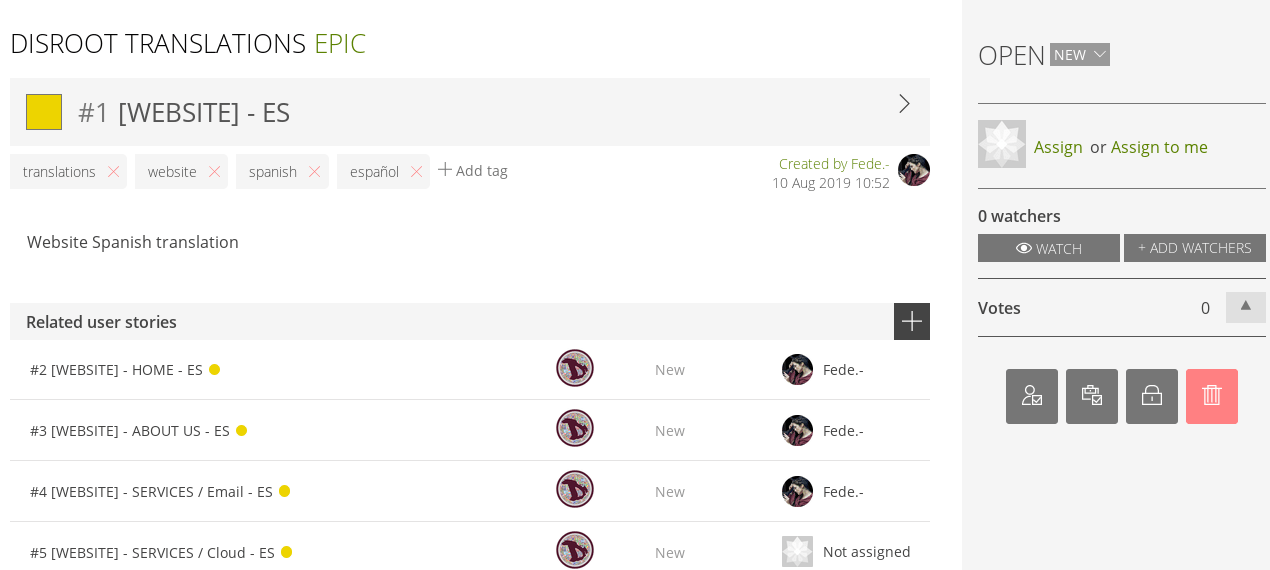 DISROOT TRANSLATIONS EPIC
#1 [WEBSITE] - ES
translations website spanish español Add tag
Created by Fede.-
10 Aug 2019 10:52
Website Spanish translation
Related user stories
#2 [WEBSITE] - HOME - ES New Fede.-
#3 [WEBSITE] - ABOUT US - ES New Fede.-
#4 [WEBSITE] - SERVICES / Email - ES New Fede.-
#5 [WEBSITE] - SERVICES / Cloud - ES New Not assigned
OPEN NEW
Assign or Assign to me
0 watchers
WATCH + ADD WATCHERS
Votes 0